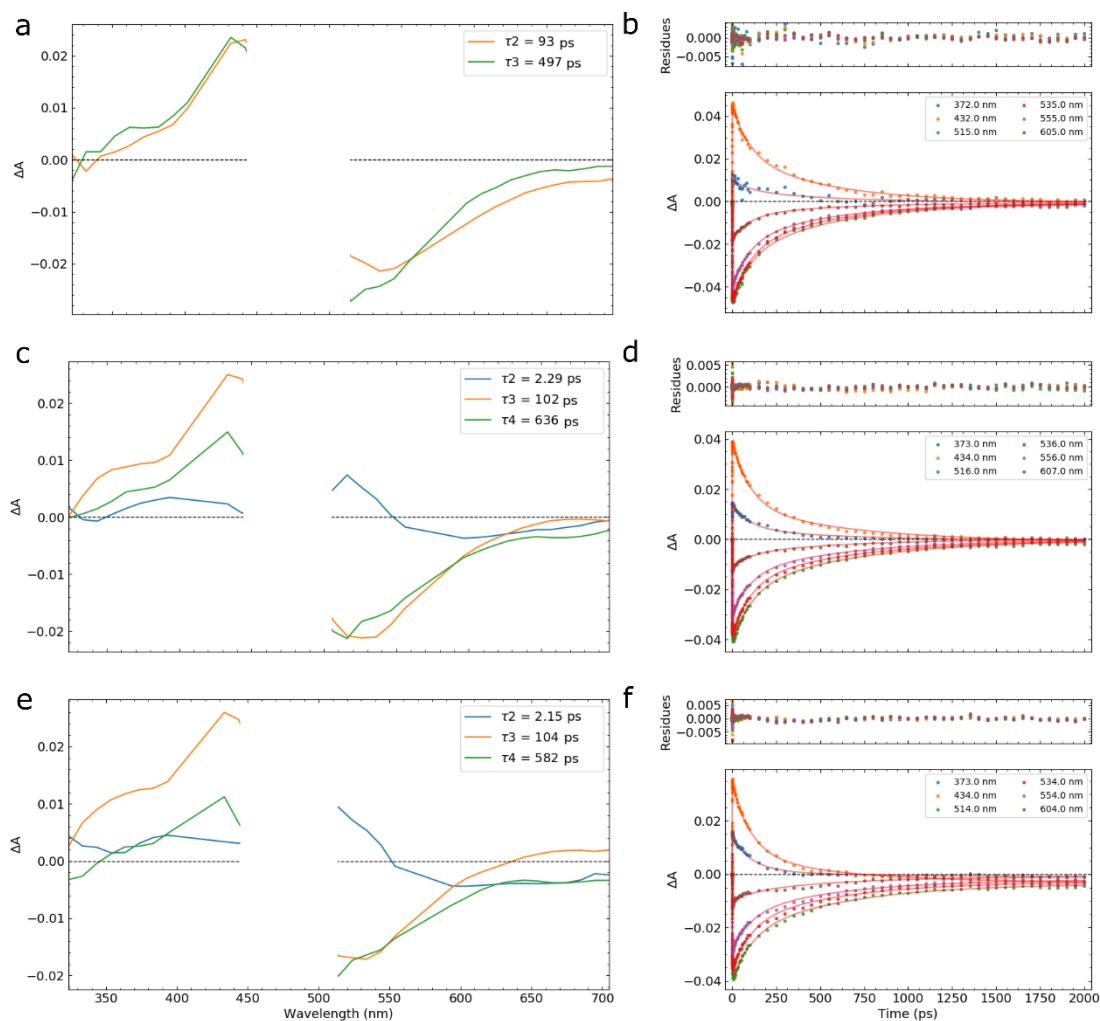 a
0.02
0.01
0.00
−0.01
−0.02
ΔA
τ2 = 93 ps
τ3 = 497 ps
b
0.000
−0.005
Residues
0.04
0.02
0.00
−0.02
−0.04
ΔA
372.0 nm 535.0 nm
432.0 nm 555.0 nm
515.0 nm 605.0 nm
c
0.02
0.01
0.00
−0.01
−0.02
ΔA
τ2 = 2.29 ps
τ3 = 102 ps
τ4 = 636 ps
d
0.005
0.000
Residues
0.04
0.02
0.00
−0.02
−0.04
ΔA
373.0 nm 536.0 nm
434.0 nm 556.0 nm
516.0 nm 607.0 nm
e
0.02
0.01
0.00
−0.01
−0.02
ΔA
τ2 = 2.15 ps
τ3 = 104 ps
τ4 = 582 ps
350 400 450 500 550 600 650 700
Wavelength (nm)
f
0.005
0.000
−0.005
Residues
0.02
0.00
−0.02
−0.04
ΔA
373.0 nm 534.0 nm
434.0 nm 554.0 nm
514.0 nm 604.0 nm
0 250 500 750 1000 1250 1500 1750 2000
Time (ps)